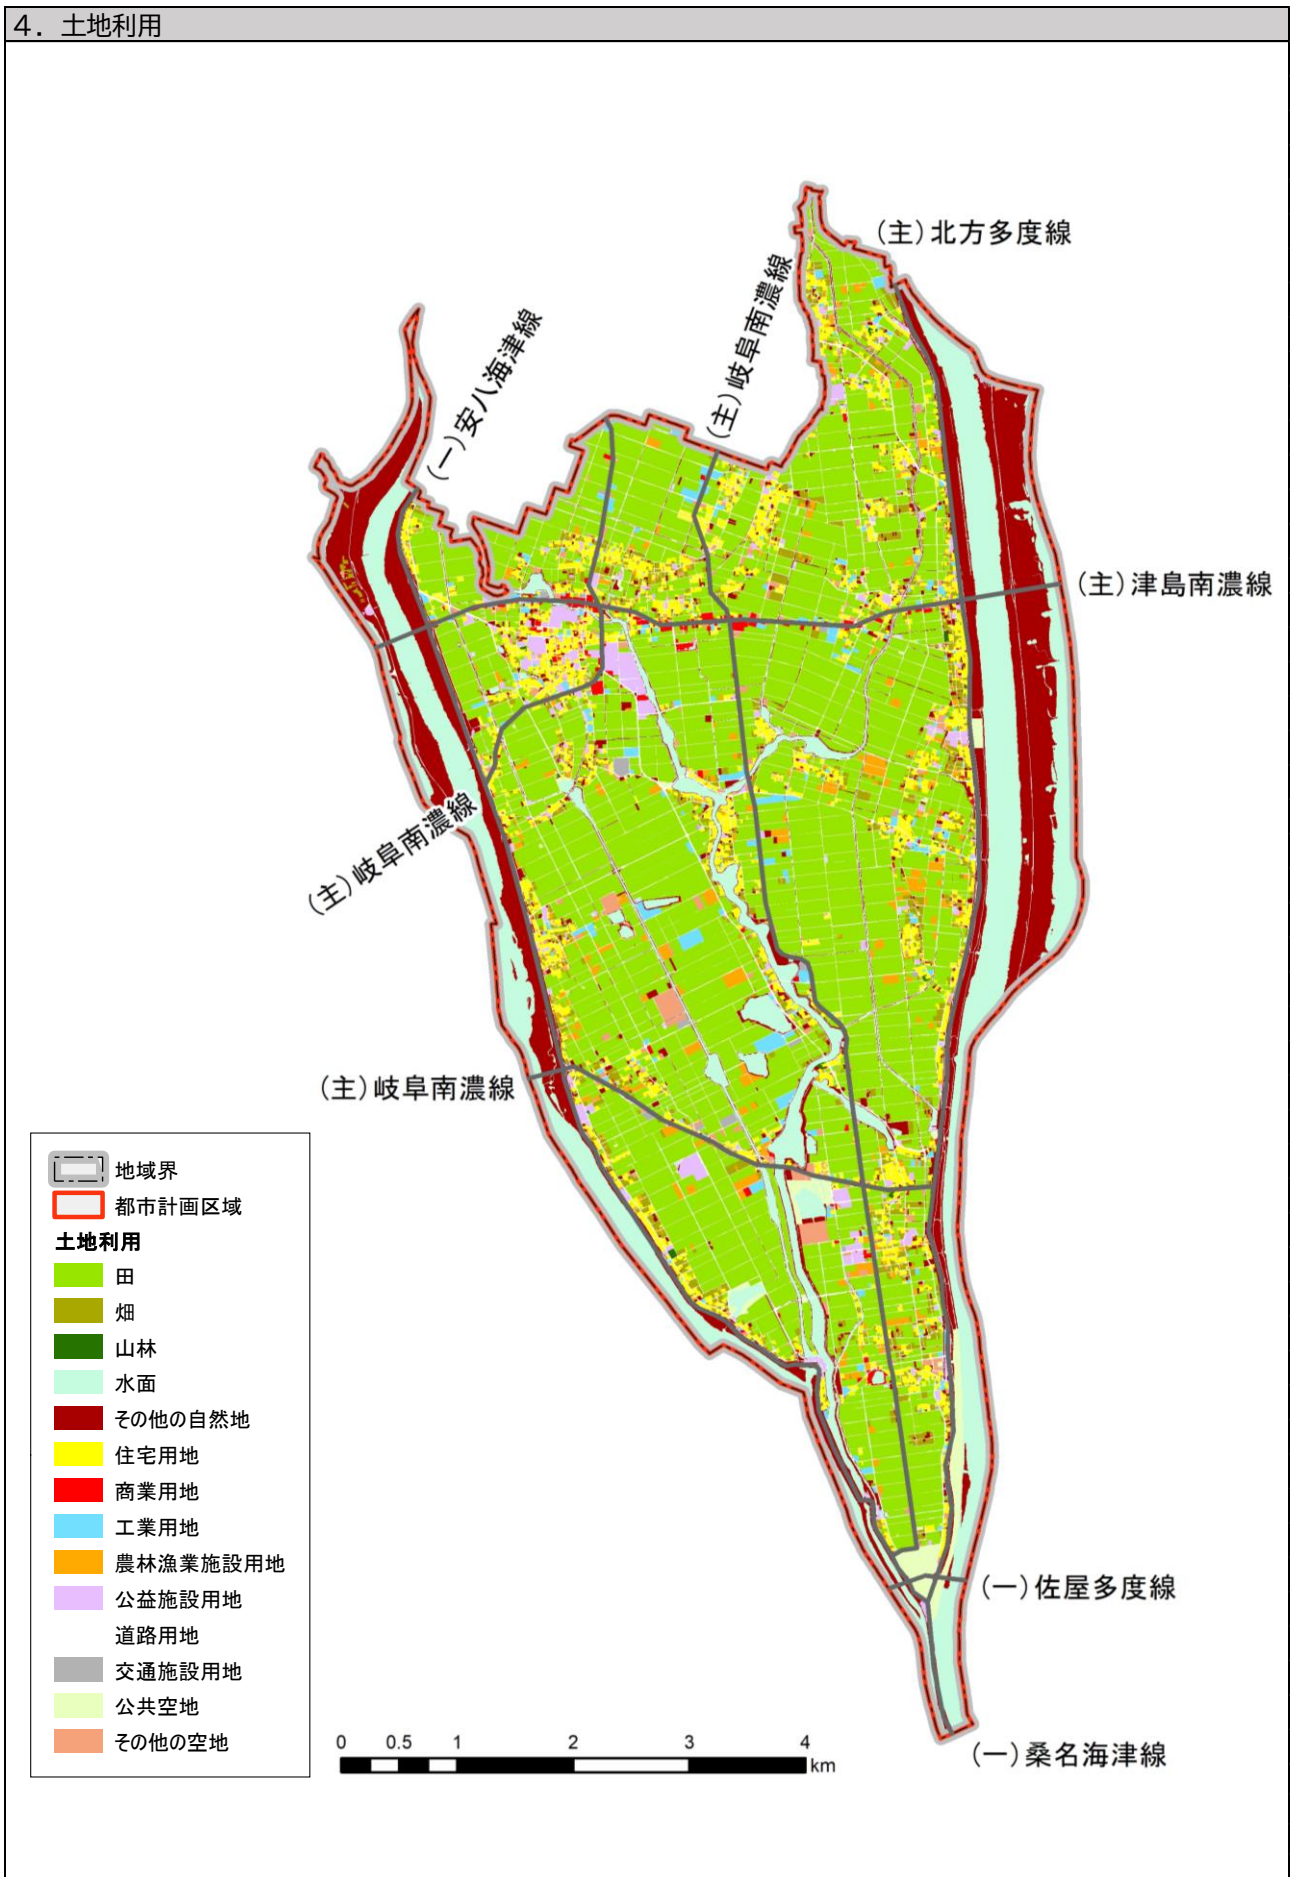 ４．土地利用
(主)北方多度線
(主)岐阜南濃線
(一)安八海津線
(主)津島南濃線
(主)岐阜南濃線
(主)岐阜南濃線
地域界
都市計画区域
土地利用
田
畑
山林
水面
その他の自然地
住宅用地
商業用地
工業用地
農林漁業施設用地
公益施設用地
道路用地
交通施設用地
公共空地
その他の空地
(一)佐屋多度線
0 0.5 1 2 3 4
km
(一)桑名海津線